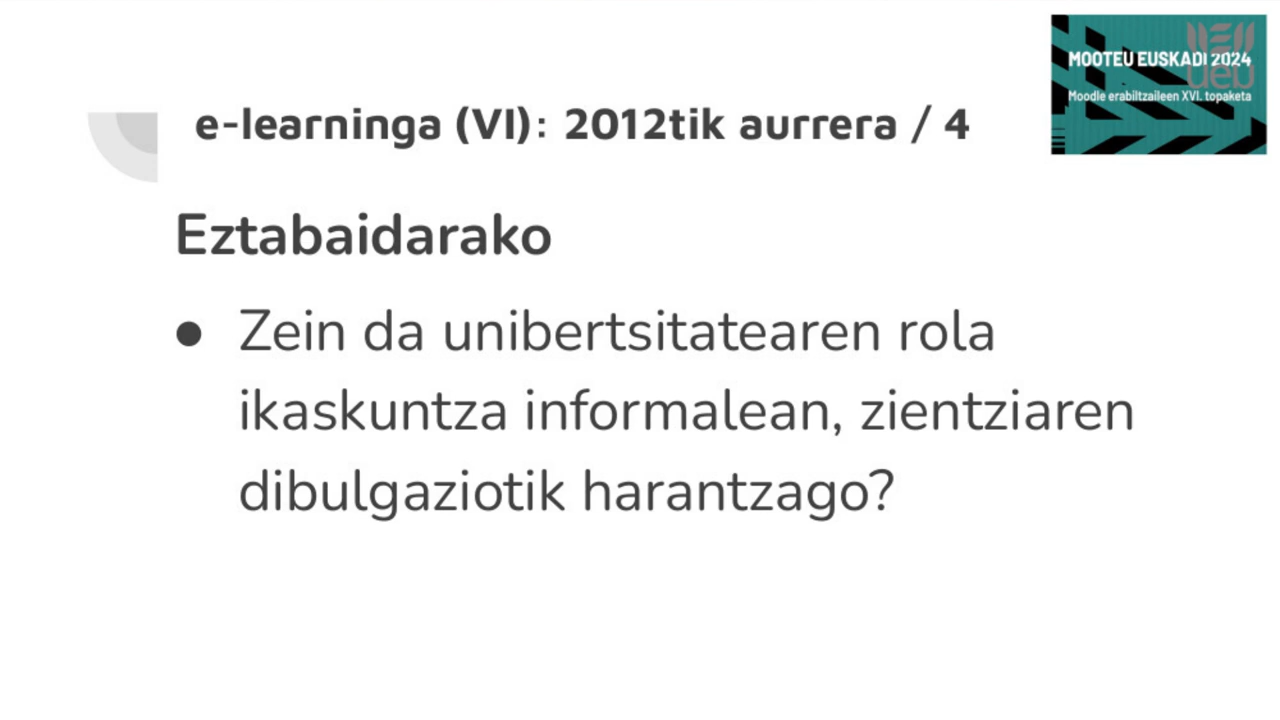 MOOTEU EUSKADI 2024
ueu
Moodle erabiltzaileen XVI. topaketa
e-learninga (VI): 2012tik aurrera / 4
Eztabaidarako
● Zein da unibertsitatearen rola
ikaskuntza informalean, zientziaren
dibulgaziotik harantzago?